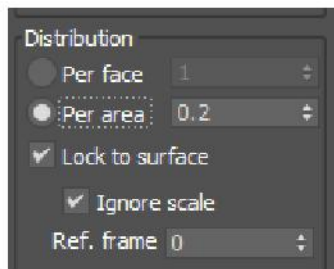 Distribution
Per face 1
Per area 0.2
Lock to surface
Ignore scale
Ref. frame 0